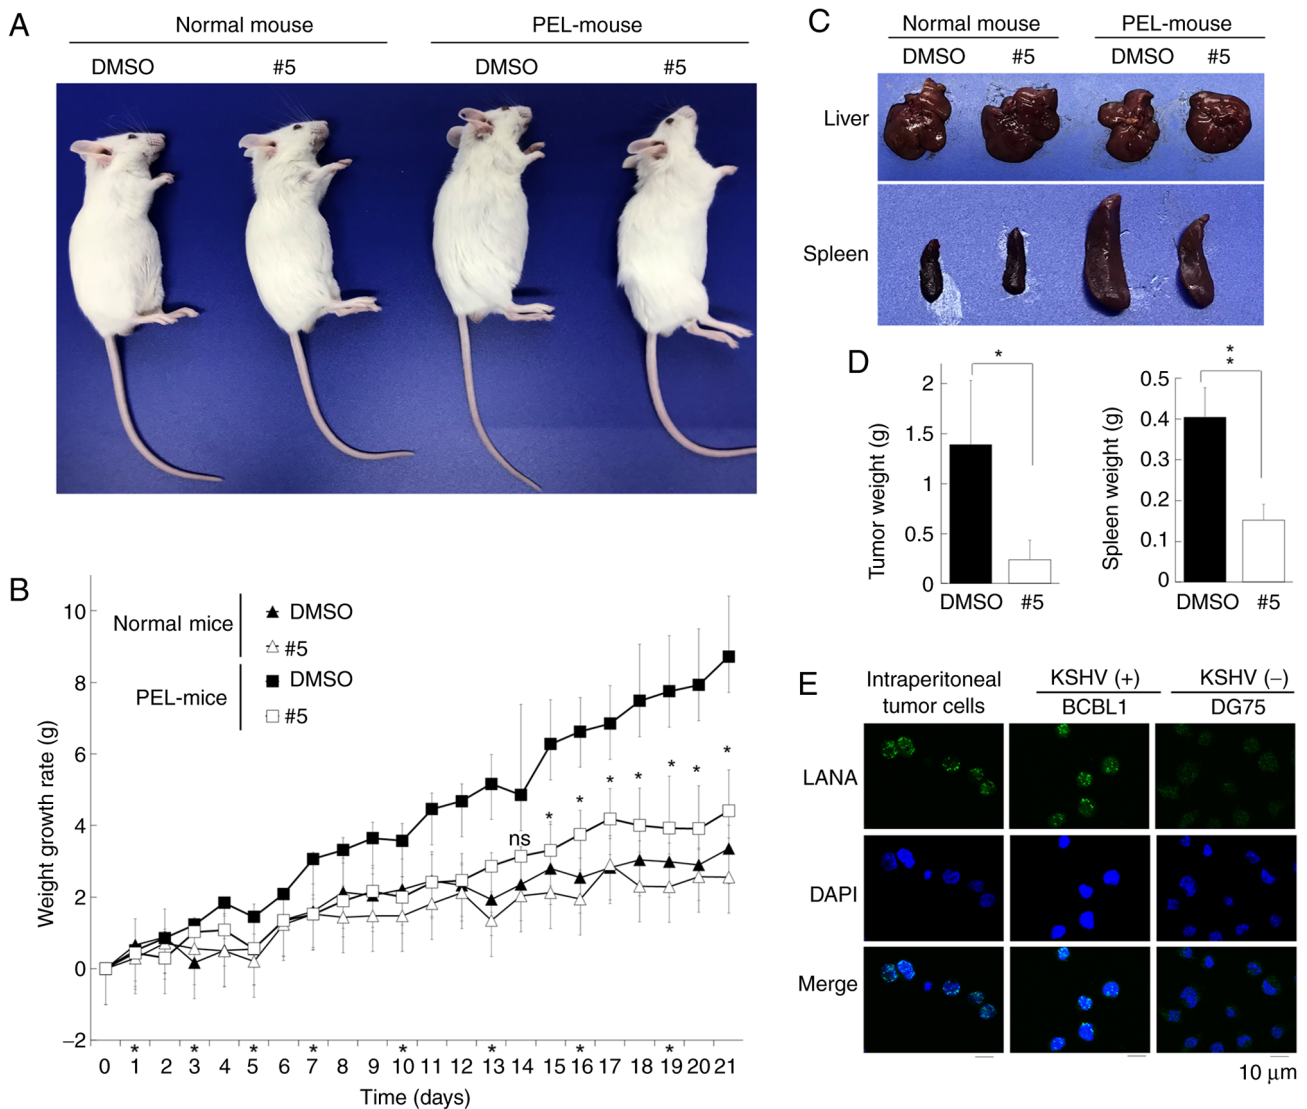 A
Normal mouse
PEL-mouse
DMSO
#5
DMSO
#5
B
10
8
6
4
2
0
−2
Weight growth rate (g)
Normal mice
DMSO
#5
PEL-mice
DMSO
#5
ns
*
*
*
*
*
*
*
* * * * * * * *
0 1 2 3 4 5 6 7 8 9 10 11 12 13 14 15 16 17 18 19 20 21
Time (days)
C
Normal mouse
PEL-mouse
DMSO
#5
DMSO
#5
Liver
Spleen
D
*
2
1.5
1
0.5
0
Tumor weight (g)
DMSO
#5
*
*
0.5
0.4
0.3
0.2
0.1
0
Spleen weight (g)
DMSO
#5
E
Intraperitoneal
tumor cells
KSHV (+)
BCBL1
KSHV (−)
DG75
LANA
DAPI
Merge
10 μm